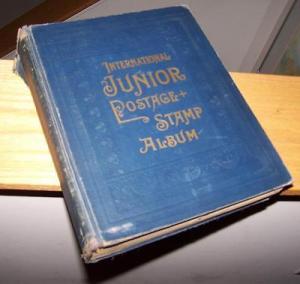 INTERNATIONAL
JUNIOR
POSTAGE
STAMP
ALBUM